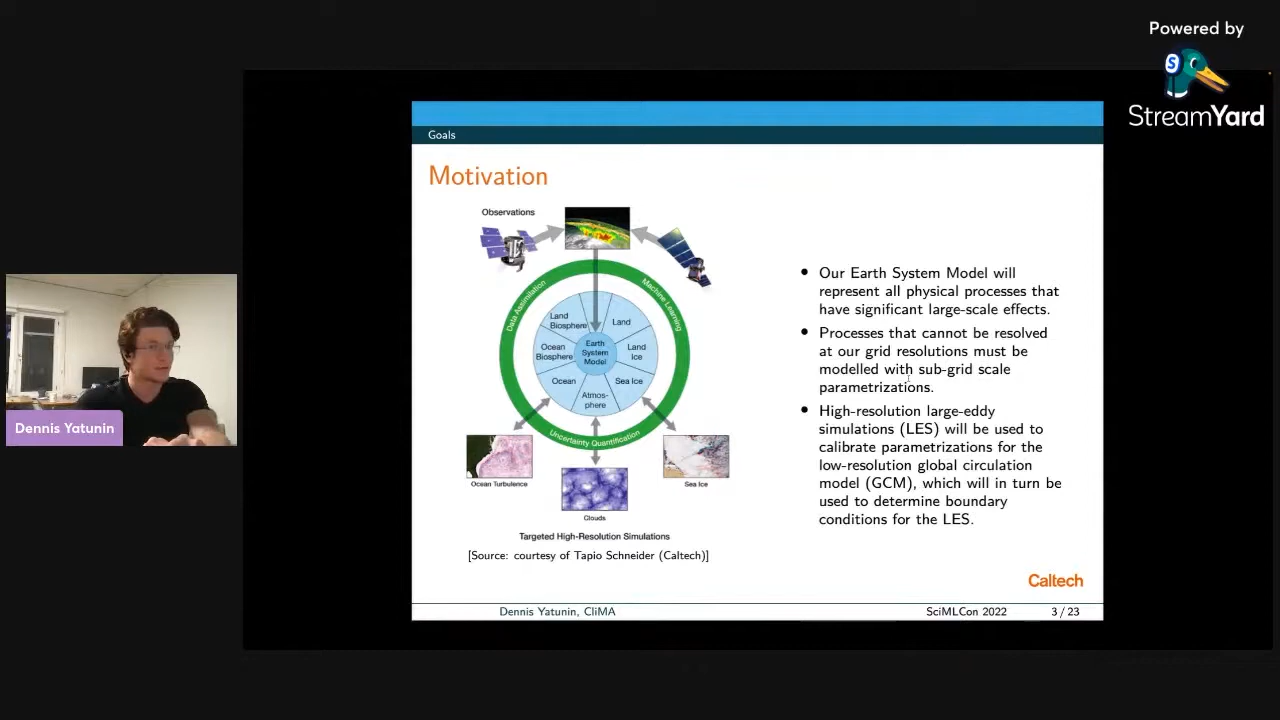 Powered by
StreamYard
Goals
Motivation
Observations
Data Assimilation
Machine Learning
Uncertainty Quantification
Land
Biosphere
Land
Ocean
Biosphere
Earth
System
Model
Land
Ice
Ocean
Sea Ice
Atmos-
phere
Ocean Turbulence
Clouds
Sea Ice
Targeted High-Resolution Simulations
[Source: courtesy of Tapio Schneider (Caltech)]
Our Earth System Model will
represent all physical processes that
have significant large-scale effects.
Processes that cannot be resolved
at our grid resolutions must be
modelled with sub-grid scale
parametrizations.
High-resolution large-eddy
simulations (LES) will be used to
calibrate parametrizations for the
low-resolution global circulation
model (GCM), which will in turn be
used to determine boundary
conditions for the LES.
Caltech
Dennis Yatunin, CliMA
SciMLCon 2022
3 / 23
Dennis Yatunin